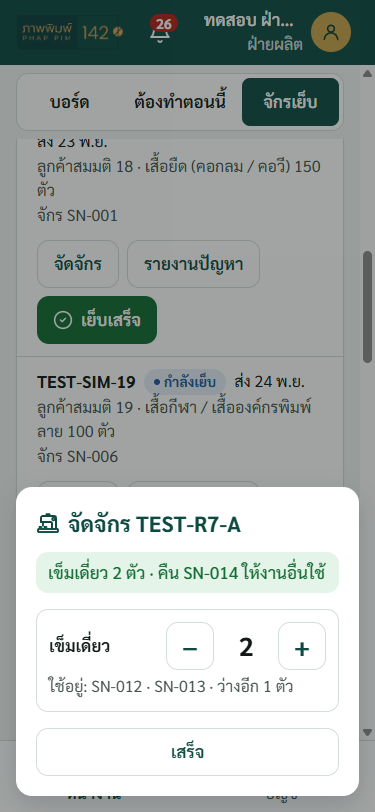 ภาพพิมพ์
PHAP PIM
142
26
ทดสอบ ฝ่า...
ฝ่ายผลิต
บอร์ด
ต้องทำตอนนี้
จักรเย็บ
ส่ง 23 พ.ย.
ลูกค้าสมมติ 18 · เสื้อยืด (คอกลม / คอวี) 150
ตัว
จักร SN-001
จัดจักร
รายงานปัญหา
เย็บเสร็จ
TEST-SIM-19 • กำลังเย็บ ส่ง 24 พ.ย.
ลูกค้าสมมติ 19 · เสื้อกีฬา / เสื้อองค์กรพิมพ์
ลาย 100 ตัว
จักร SN-006
จัดจักร TEST-R7-A
เข็มเดี่ยว 2 ตัว · คืน SN-014 ให้งานอื่นใช้
เข็มเดี่ยว
− 2 +
ใช้อยู่: SN-012 · SN-013 · ว่างอีก 1 ตัว
เสร็จ